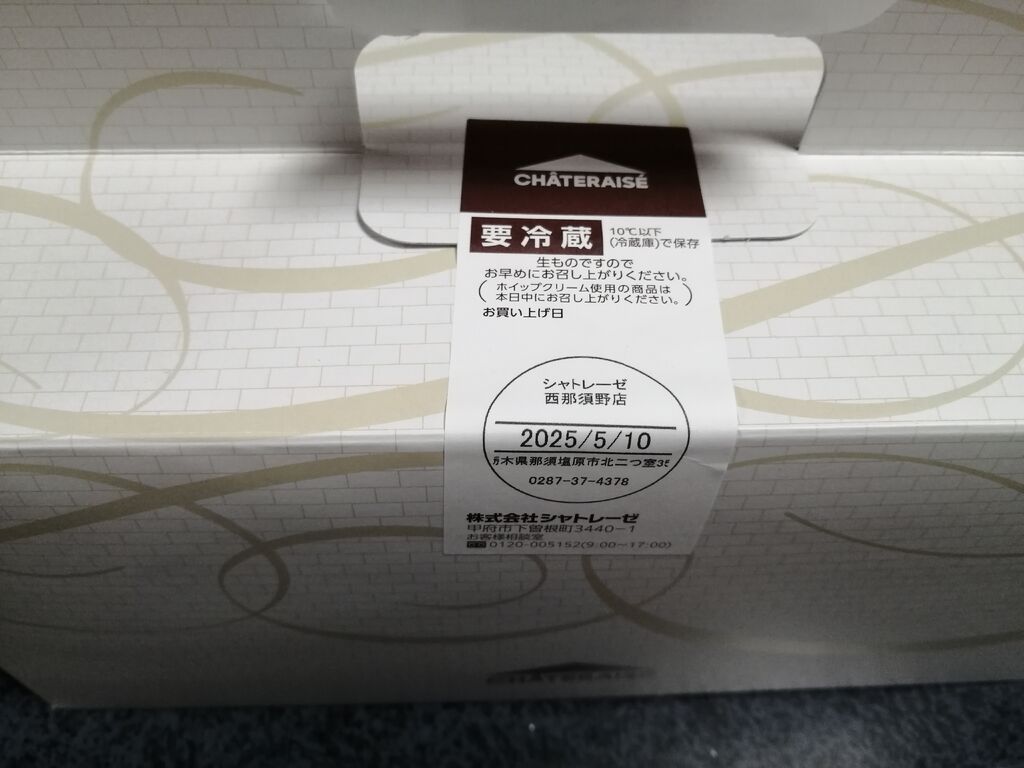 CHÂTERAISÉ
要冷蔵 10℃以下
(冷蔵庫)で保存
生ものですので
お早めにお召し上がりください。
(ホイップクリーム使用の商品は
本日中にお召し上がりください。)
お買い上げ日
シャトレーゼ
西那須野店
2025/5/10
木県那須塩原市北二つ室35
0287-37-4378
株式会社シャトレーゼ
甲府市下曽根町3440-1
お客様相談室
0120-005152(9:00〜17:00)
CHÂTERAISÉ